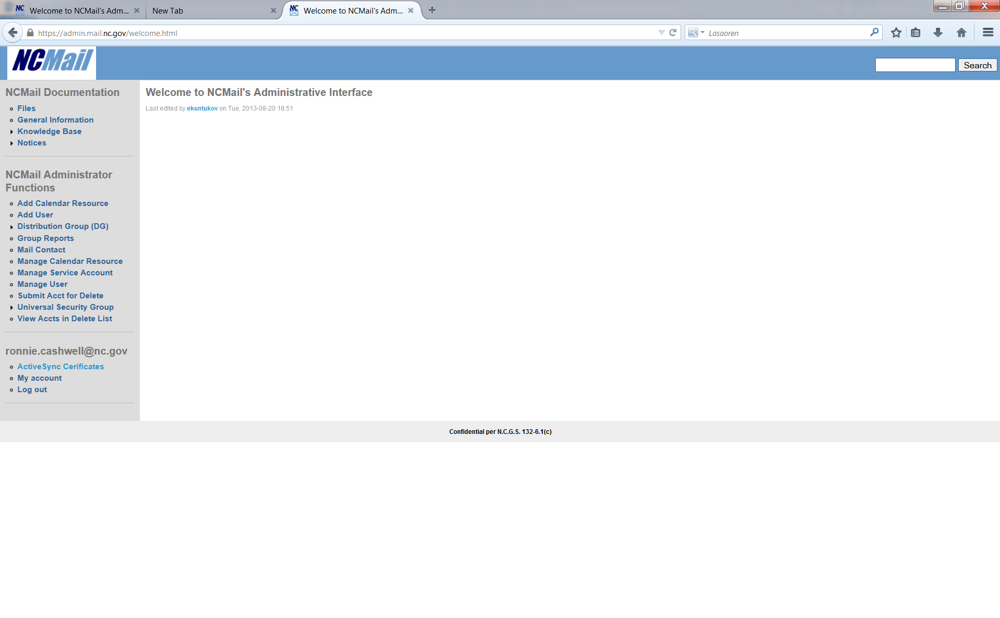 Welcome to NCMail's Adm...
New Tab
Welcome to NCMail's Adm...
https://admin.mail.nc.gov/welcome.html
Lasaoren
NCMail
Search
NCMail Documentation
Files
General Information
Knowledge Base
Notices
NCMail Administrator
Functions
Add Calendar Resource
Add User
Distribution Group (DG)
Group Reports
Mail Contact
Manage Calendar Resource
Manage Service Account
Manage User
Submit Acct for Delete
Universal Security Group
View Accts in Delete List
ronnie.cashwell@nc.gov
ActiveSync Cerificates
My account
Log out
Welcome to NCMail's Administrative Interface
Last edited by ekuntukov on Tue, 2013-08-20 18:51
Confidential per N.C.G.S. 132-6.1(c)